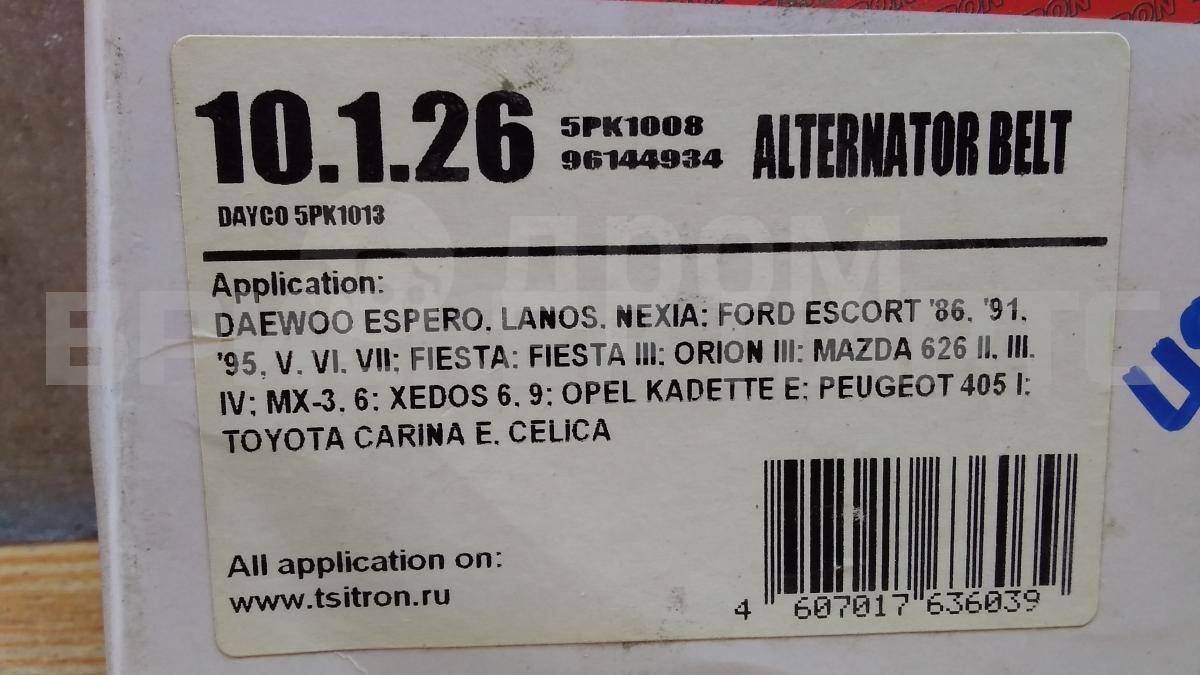 10.1.26
5PK1008
96144934
ALTERNATOR BELT
DAYCO 5PK1013
дром
Application:
DAEWOO ESPERO, LANOS, NEXIA; FORD ESCORT '86, '91,
'95, V, VI, VII; FIESTA; FIESTA III; ORION III; MAZDA 626 II, III,
IV; MX-3, 6; XEDOS 6, 9; OPEL KADETTE E; PEUGEOT 405 I;
TOYOTA CARINA E, CELICA
All application on:
www.tsitron.ru
4 607017 636039